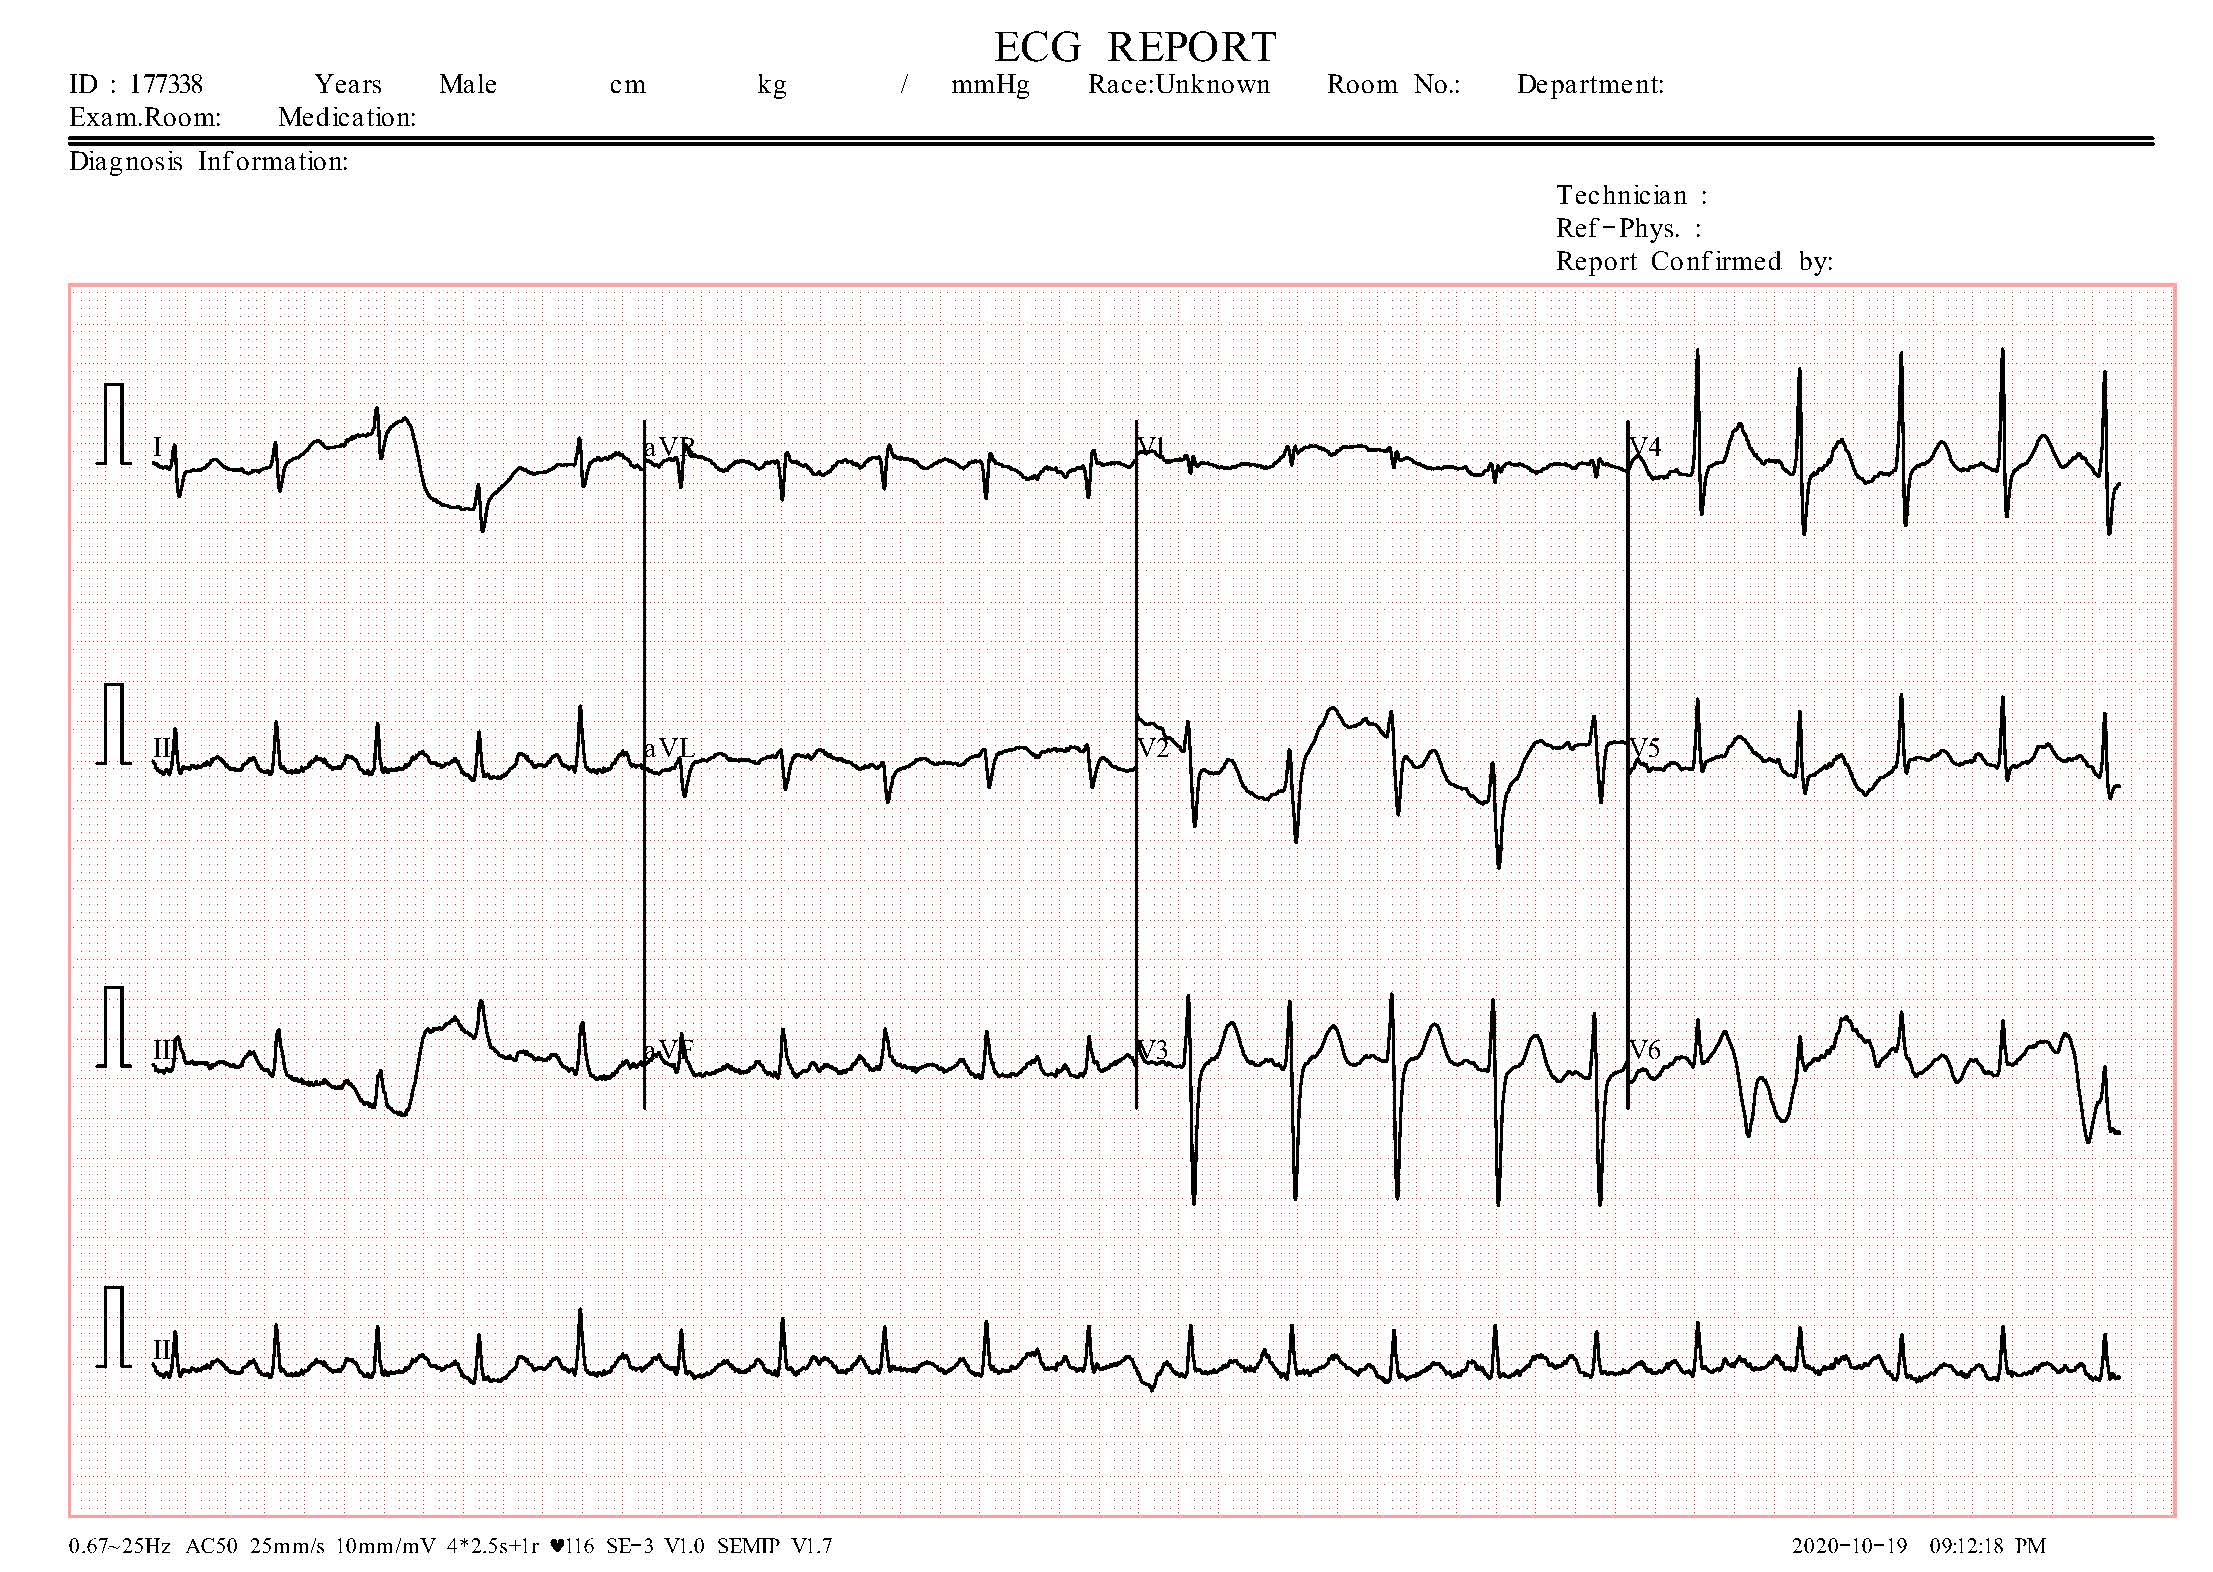 ECG REPORT
ID : 177338 Years Male cm kg / mmHg Race:Unknown Room No.: Department:
Exam.Room: Medication:
Diagnosis Information:
Technician :
Ref-Phys. :
Report Confirmed by:
I aVR V1 V4
II aVL V2 V5
III aVF V3 V6
II
0.67~25Hz AC50 25mm/s 10mm/mV 4*2.5s+1r ♥116 SE-3 V1.0 SEMIP V1.7 2020-10-19 09:12:18 PM